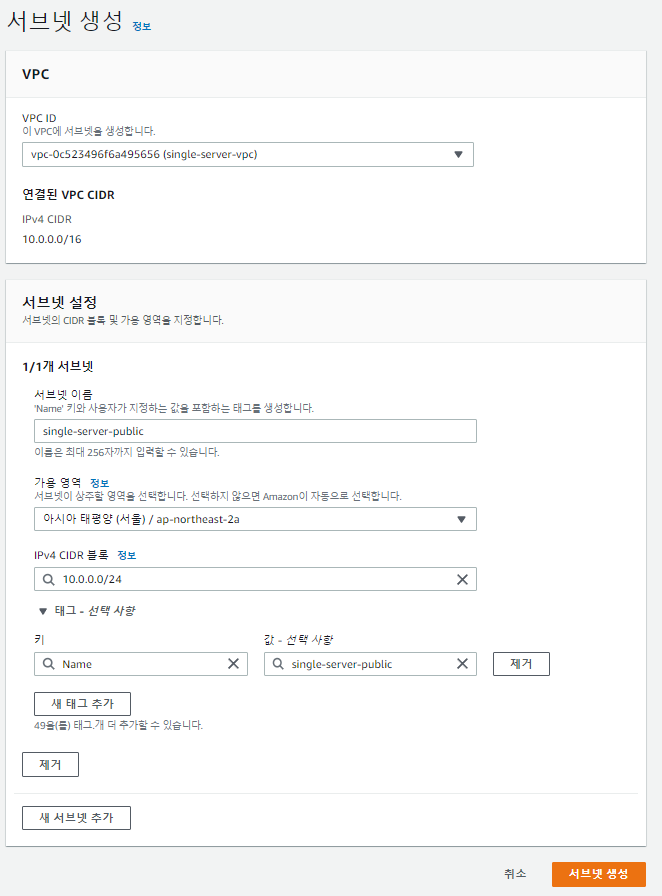 서브넷 생성 정보
VPC
VPC ID
이 VPC에 서브넷을 생성합니다.
vpc-0c523496f6a495656 (single-server-vpc)
연결된 VPC CIDR
IPv4 CIDR
10.0.0.0/16
서브넷 설정
서브넷의 CIDR 블록 및 가용 영역을 지정합니다.
1/1개 서브넷
서브넷 이름
'Name' 키와 사용자가 지정하는 값을 포함하는 태그를 생성합니다.
single-server-public
이름은 최대 256자까지 입력할 수 있습니다.
가용 영역 정보
서브넷이 상주할 영역을 선택합니다. 선택하지 않으면 Amazon이 자동으로 선택합니다.
아시아 태평양 (서울) / ap-northeast-2a
IPv4 CIDR 블록 정보
10.0.0.0/24
태그 - 선택 사항
키 값 - 선택 사항
Name single-server-public 제거
새 태그 추가
49을(를) 태그.개 더 추가할 수 있습니다.
제거
새 서브넷 추가
취소 서브넷 생성